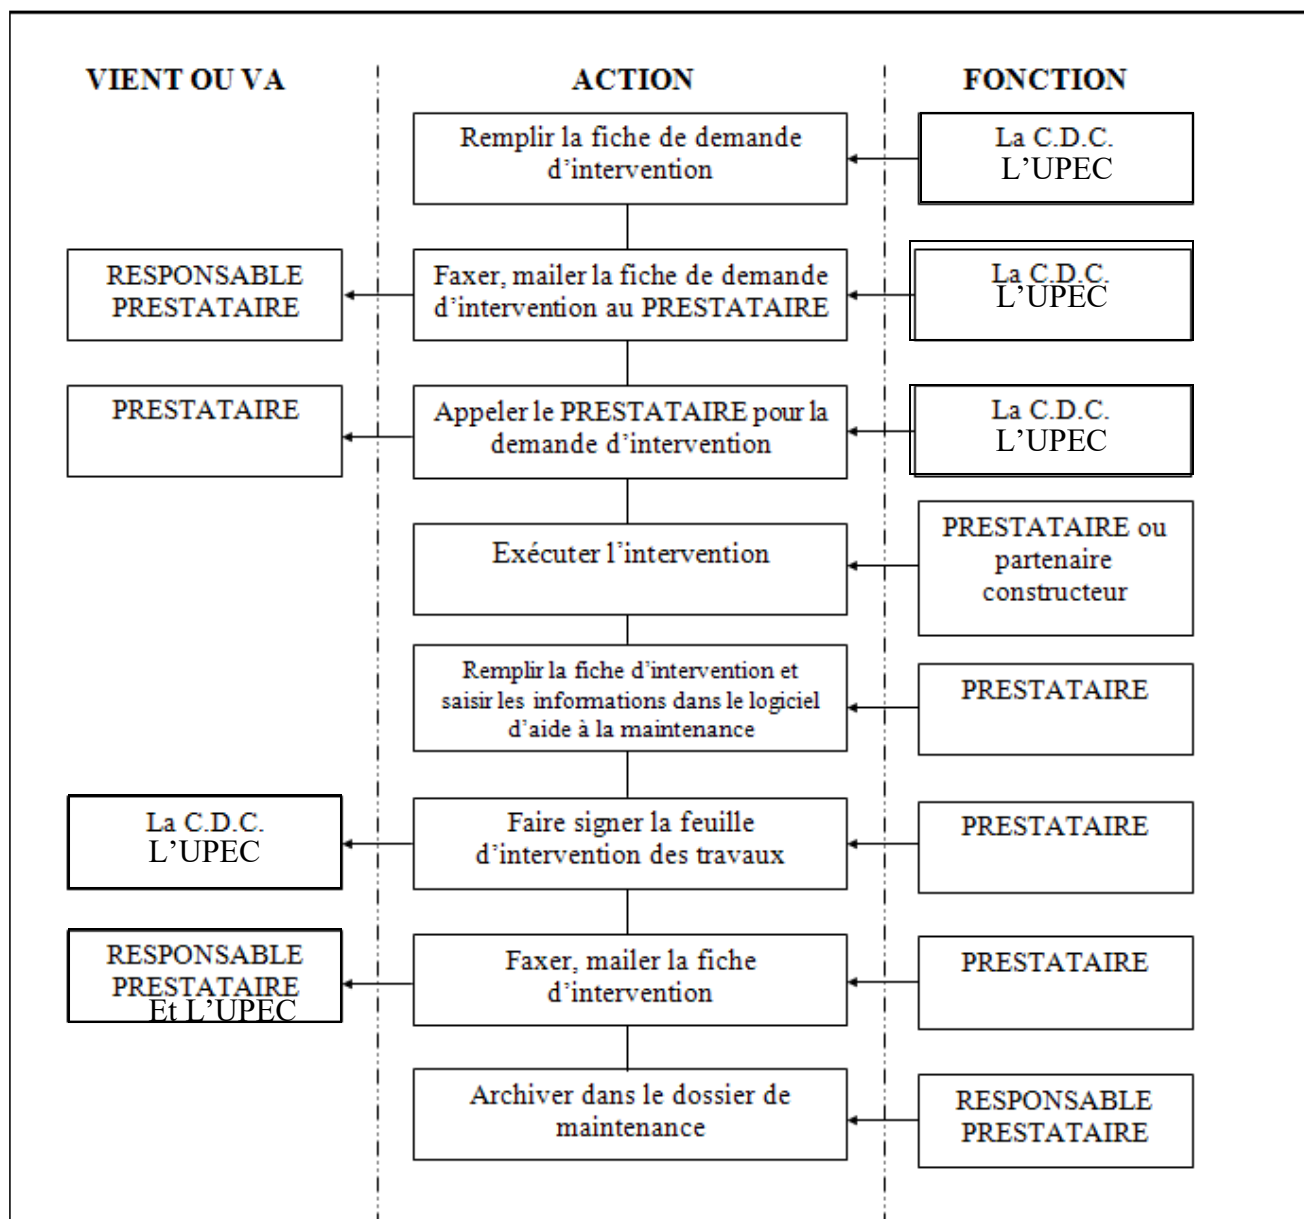 VIENT OU VA
ACTION
FONCTION
Remplir la fiche de demande
d’intervention
La C.D.C.
L’UPEC
RESPONSABLE
PRESTATAIRE
Faxer, mailer la fiche de demande
d’intervention au PRESTATAIRE
La C.D.C.
L’UPEC
PRESTATAIRE
Appeler le PRESTATAIRE pour la
demande d’intervention
La C.D.C.
L’UPEC
Exécuter l’intervention
PRESTATAIRE ou
partenaire
constructeur
Remplir la fiche d’intervention et
saisir les informations dans le logiciel
d’aide à la maintenance
PRESTATAIRE
La C.D.C.
L’UPEC
Faire signer la feuille
d’intervention des travaux
PRESTATAIRE
RESPONSABLE
PRESTATAIRE
Et L’UPEC
Faxer, mailer la fiche
d’intervention
PRESTATAIRE
Archiver dans le dossier de
maintenance
RESPONSABLE
PRESTATAIRE